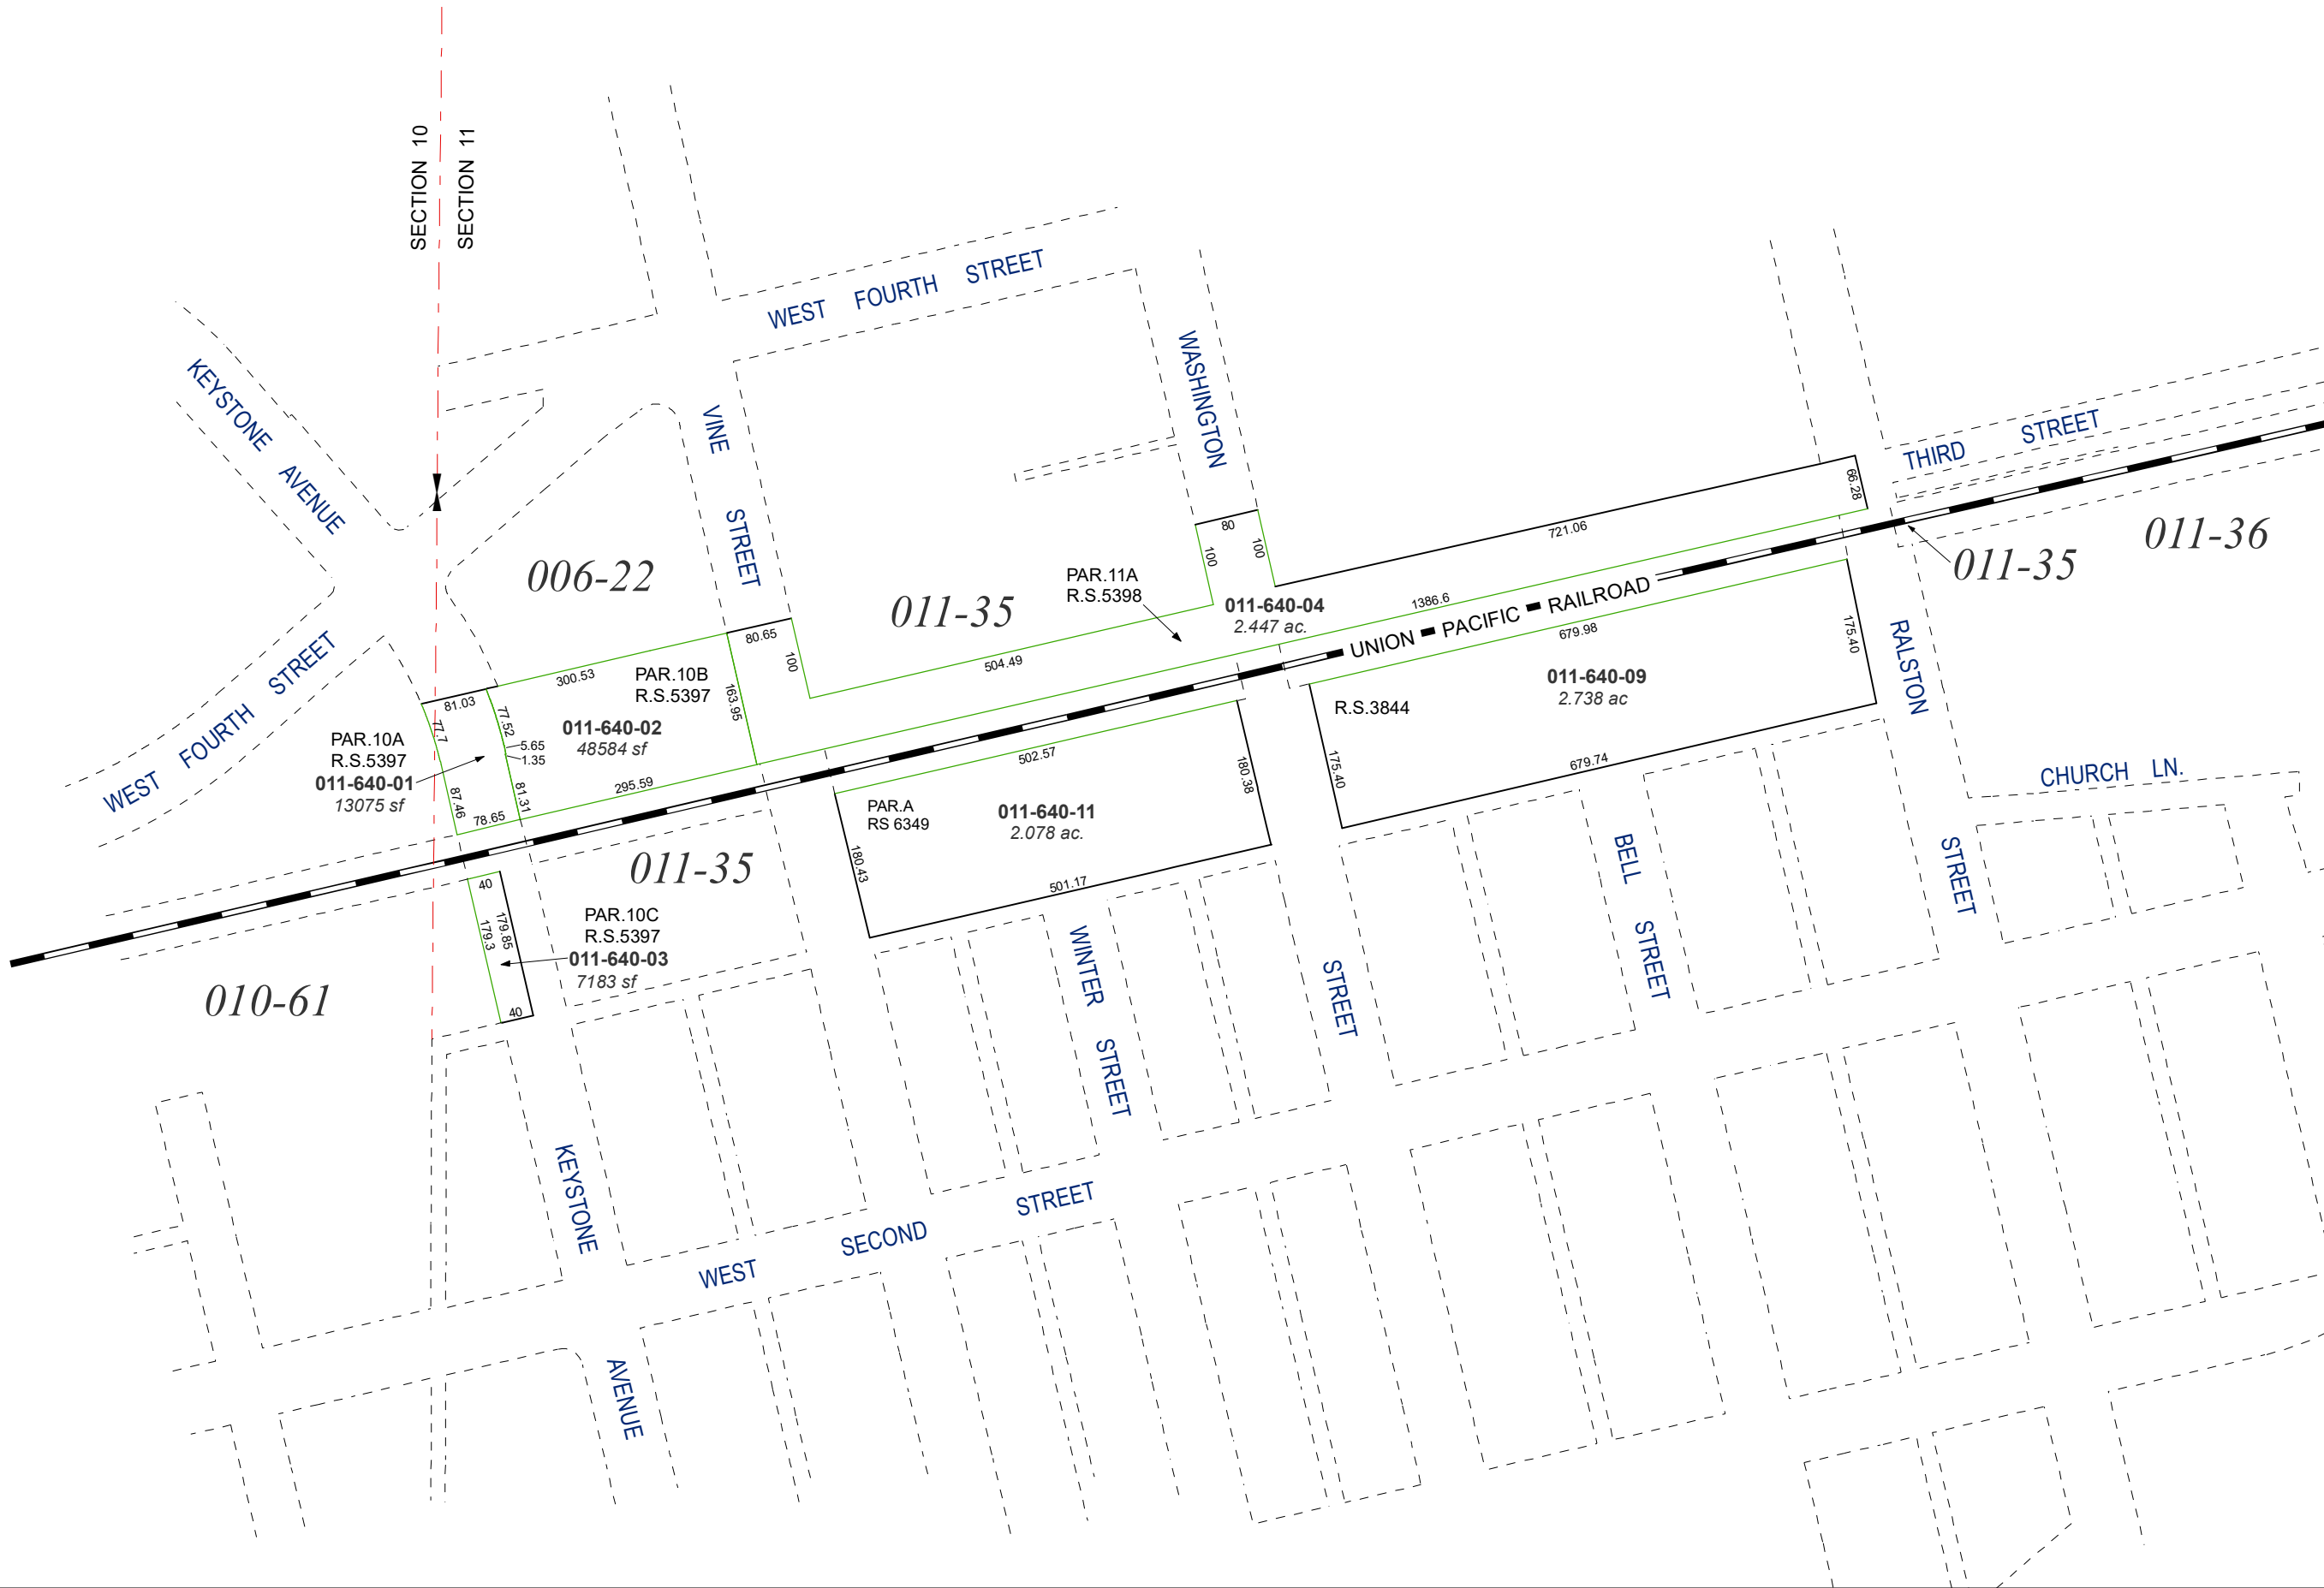 SECTION 10
SECTION 11
WEST FOURTH STREET
KEYSTONE AVENUE
VINE STREET
WASHINGTON
THIRD STREET
66.28
721.06
80
100
100
011-36
011-35
006-22
011-35
PAR.11A
R.S.5398
011-640-04
2.447 ac.
1386.6
UNION PACIFIC RAILROAD
679.98
175.40
RALSTON
STREET
WEST FOURTH STREET
80.65
100
504.49
300.53
PAR.10B
R.S.5397
163.95
011-640-02
48584 sf
81.03
77.7
77.52
5.65
1.35
PAR.10A
R.S.5397
011-640-01
13075 sf
87.46
81.31
78.65
295.59
011-640-09
2.738 ac
R.S.3844
175.40
679.74
502.57
180.38
PAR.A
RS 6349
011-640-11
2.078 ac.
180.43
501.17
CHURCH LN.
011-35
40
179.3
179.85
PAR.10C
R.S.5397
011-640-03
7183 sf
40
010-61
WINTER STREET
STREET
BELL STREET
KEYSTONE
AVENUE
WEST SECOND STREET